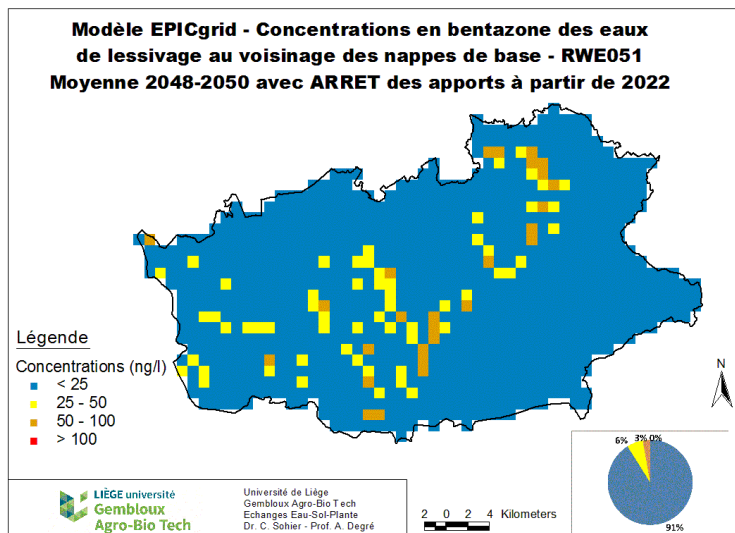 Modèle EPICgrid - Concentrations en bentazone des eaux
de lessivage au voisinage des nappes de base - RWE051
Moyenne 2048-2050 avec ARRET des apports à partir de 2022
Légende
Concentrations (ng/l)
< 25
25 - 50
50 - 100
> 100
N
6%
3%
0%
91%
LIÈGE université
Gembloux
Agro-Bio Tech
Université de Liège
Gembloux Agro-Bio Tech
Echanges Eau-Sol-Plante
Dr. C. Sohier - Prof. A. Degré
2 0 2 4 Kilometers